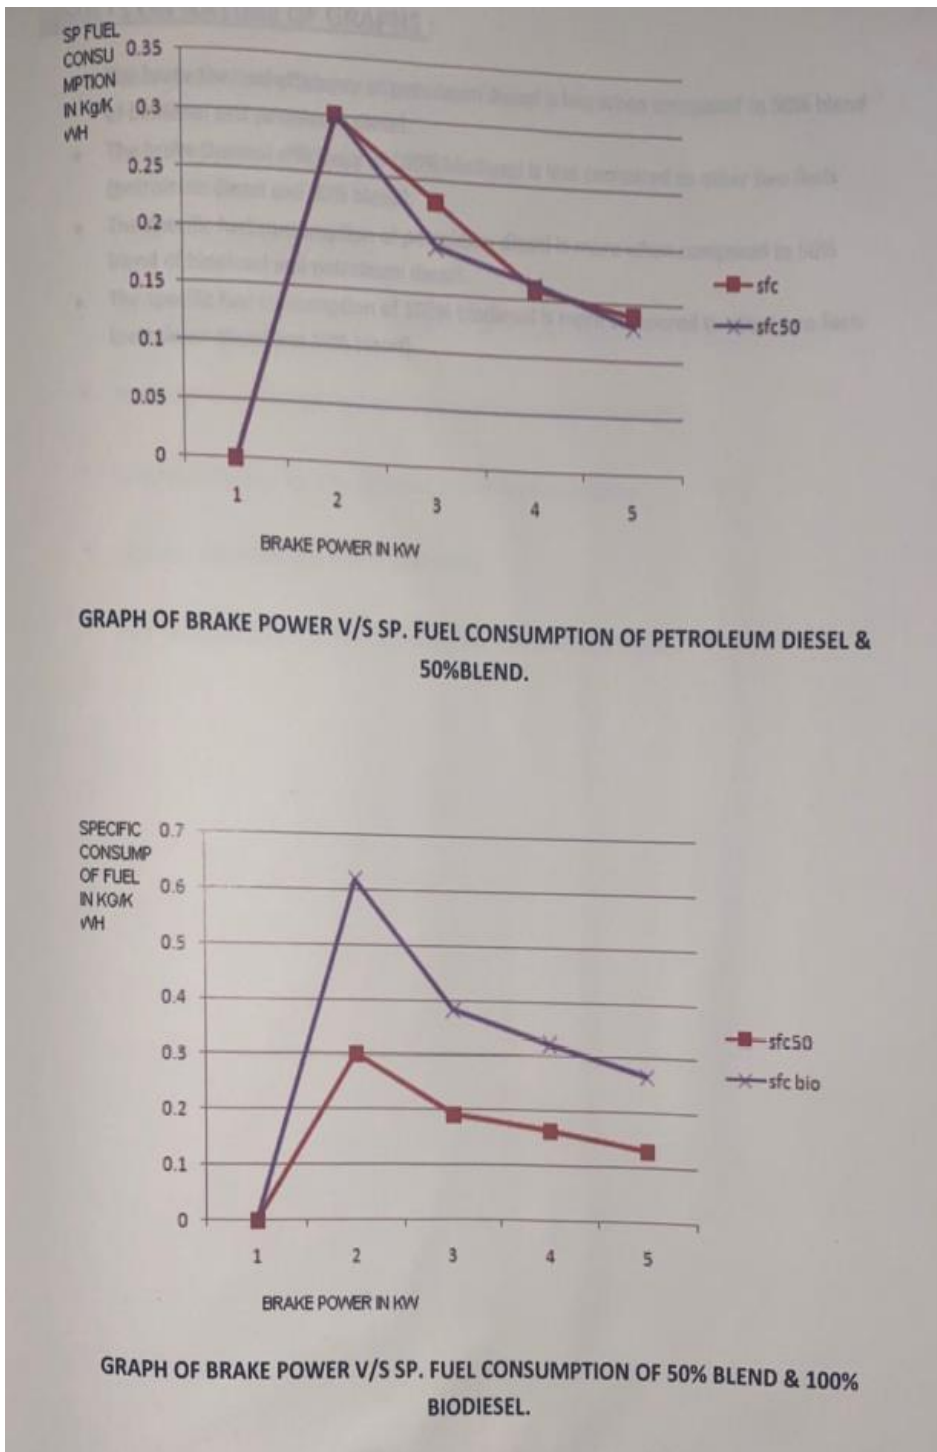 OF GRAPHS
SP FUEL
CONSU
MPTION
IN Kg/K
WH
0.35
0.3
0.25
0.2
0.15
0.1
0.05
0
1
2
3
4
5
sfc
sfc50
BRAKE POWER IN KW
GRAPH OF BRAKE POWER V/S SP. FUEL CONSUMPTION OF PETROLEUM DIESEL &
50%BLEND.
SPECIFIC
CONSUMP
OF FUEL
IN KG/K
WH
0.7
0.6
0.5
0.4
0.3
0.2
0.1
0
1
2
3
4
5
sfc50
sfc bio
BRAKE POWER IN KW
GRAPH OF BRAKE POWER V/S SP. FUEL CONSUMPTION OF 50% BLEND & 100%
BIODIESEL.